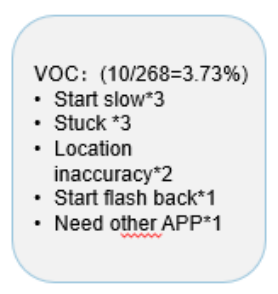 VOC：(10/268=3.73%)
• Start slow*3
• Stuck *3
• Location
inaccuracy*2
• Start flash back*1
• Need other APP*1